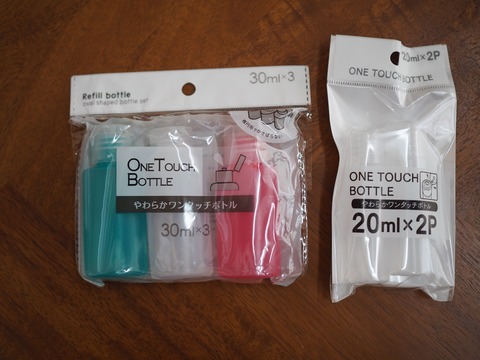 Refill bottle
oval shaped bottle set
30ml×3
ONE TOUCH
BOTTLE
やわらかワンタッチボトル
30ml×3
20ml×2P
ONE TOUCH BOTTLE
ONE TOUCH
BOTTLE
やわらかワンタッチボトル
20ml×2P